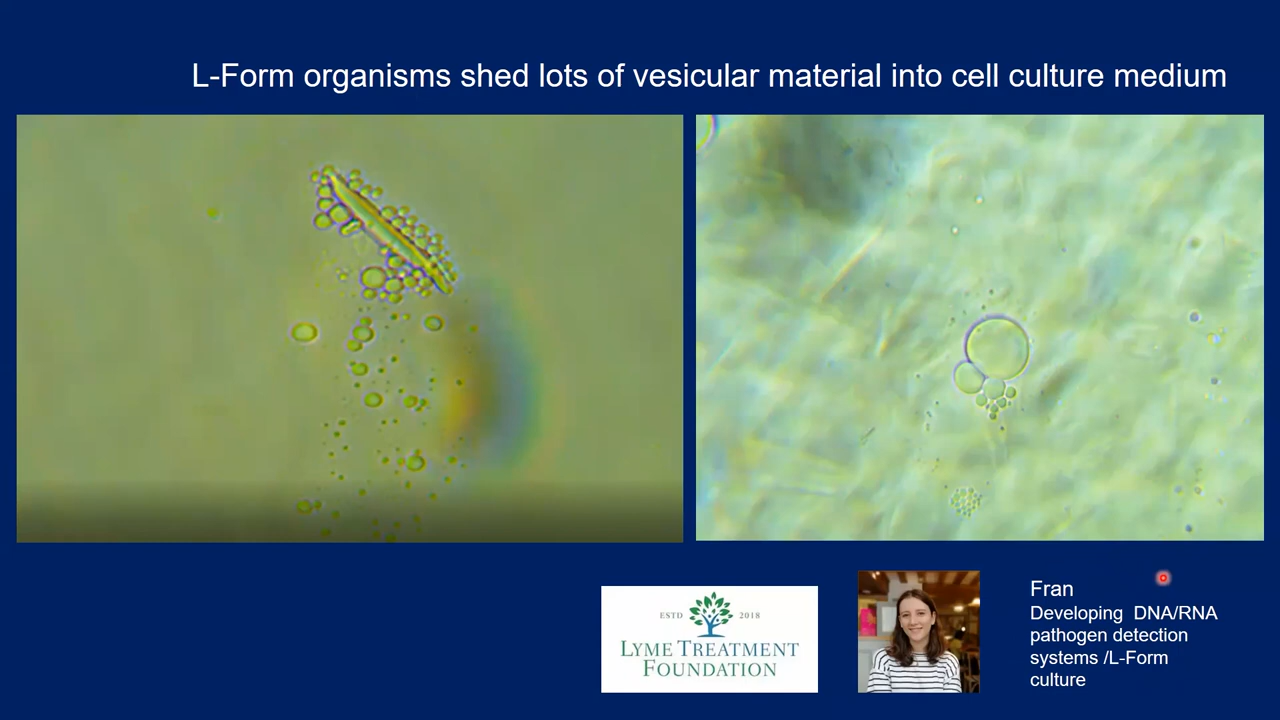 L-Form organisms shed lots of vesicular material into cell culture medium
ESTD 2018
LYME TREATMENT
FOUNDATION
Fran
Developing DNA/RNA
pathogen detection
systems /L-Form
culture